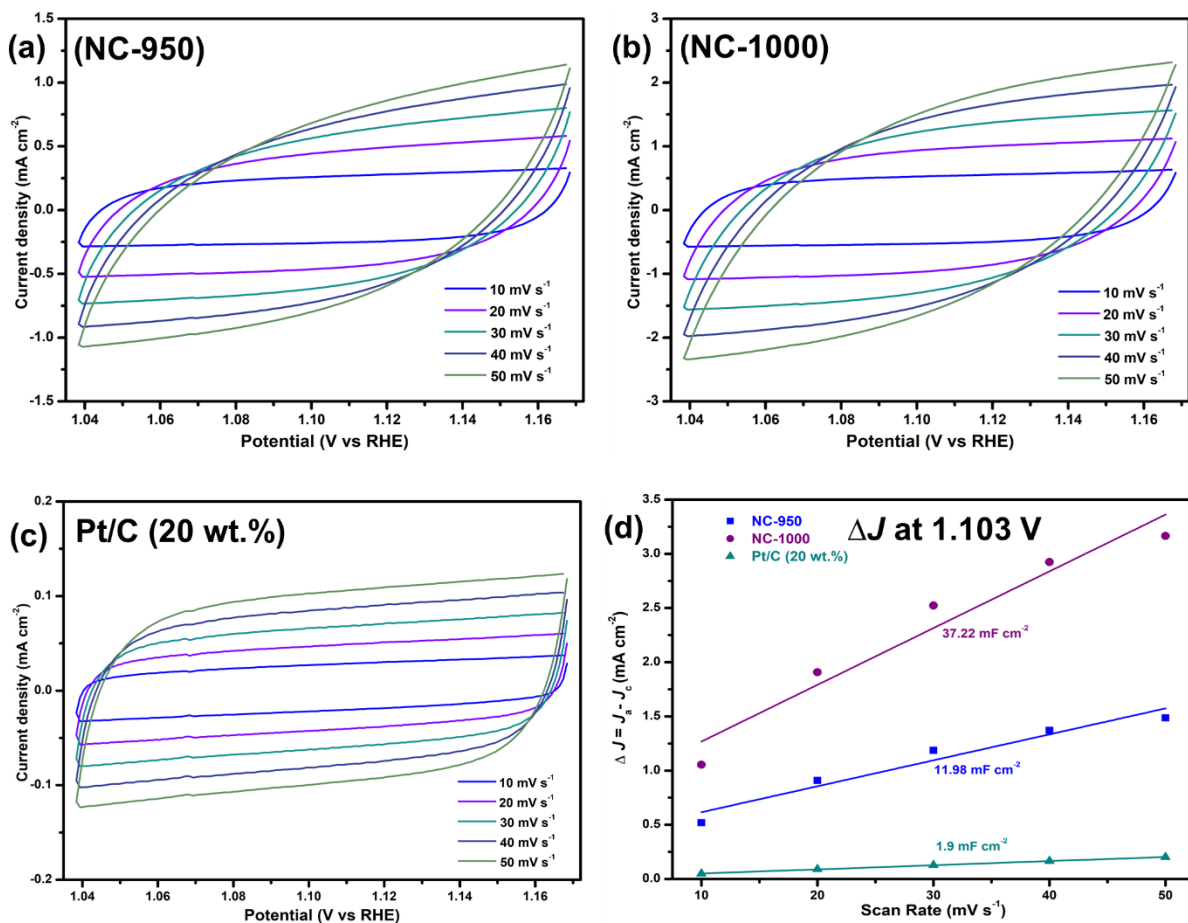 (a) (NC-950)
Current density (mA cm⁻²)
1.5
1.0
0.5
0.0
-0.5
-1.0
-1.5
10 mV s⁻¹
20 mV s⁻¹
30 mV s⁻¹
40 mV s⁻¹
50 mV s⁻¹
1.04 1.06 1.08 1.10 1.12 1.14 1.16
Potential (V vs RHE)
(b) (NC-1000)
Current density (mA cm⁻²)
3
2
1
0
-1
-2
-3
10 mV s⁻¹
20 mV s⁻¹
30 mV s⁻¹
40 mV s⁻¹
50 mV s⁻¹
1.04 1.06 1.08 1.10 1.12 1.14 1.16
Potential (V vs RHE)
(c) Pt/C (20 wt.%)
Current density (mA cm⁻²)
0.2
0.1
0.0
-0.1
-0.2
10 mV s⁻¹
20 mV s⁻¹
30 mV s⁻¹
40 mV s⁻¹
50 mV s⁻¹
1.04 1.06 1.08 1.10 1.12 1.14 1.16
Potential (V vs RHE)
(d) ΔJ at 1.103 V
NC-950
NC-1000
Pt/C (20 wt.%)
Δ J = Jₐ - J꜀ (mA cm⁻²)
3.5
3.0
2.5
2.0
1.5
1.0
0.5
0.0
37.22 mF cm⁻²
11.98 mF cm⁻²
1.9 mF cm⁻²
10 20 30 40 50
Scan Rate (mV s⁻¹)